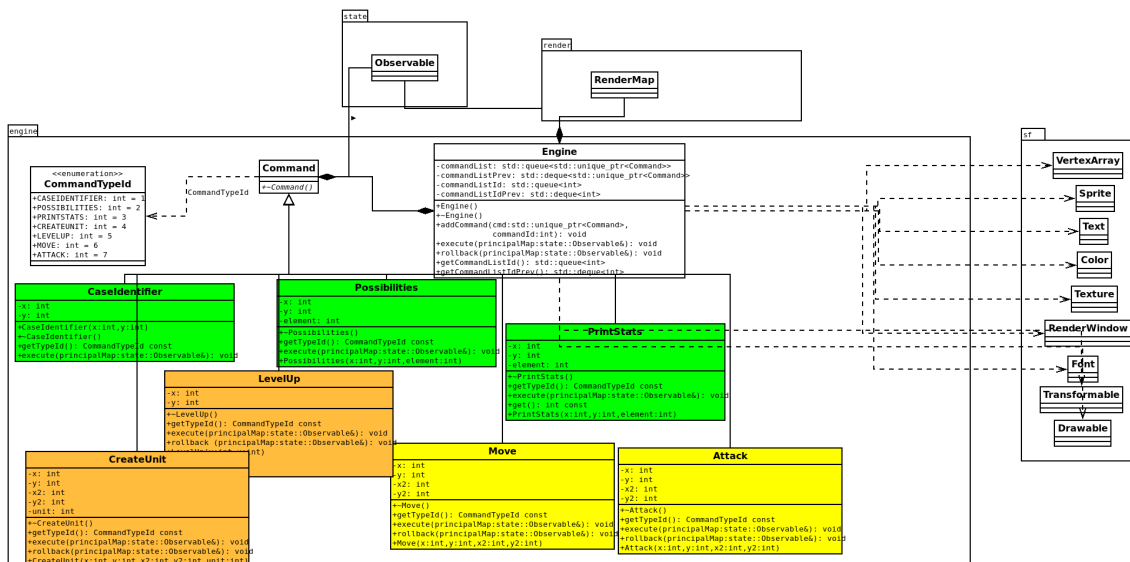 state
Observable
render
RenderMap
engine
<<enumeration>>
CommandTypeId
+CASEIDENTIFIER: int = 1
+POSSIBILITIES: int = 2
+PRINTSTATS: int = 3
+CREATEUNIT: int = 4
+LEVELUP: int = 5
+MOVE: int = 6
+ATTACK: int = 7
CommandTypeId
Command
+~Command()
Engine
-commandList: std::queue<std::unique_ptr<Command>>
-commandListPrev: std::deque<std::unique_ptr<Command>>
-commandListId: std::queue<int>
-commandListIdPrev: std::deque<int>
+Engine()
+~Engine()
+addCommand(cmd:std::unique_ptr<Command>,
commandId:int): void
+execute(principalMap:state::Observable&): void
+rollback(principalMap:state::Observable&): void
+getCommandListId(): std::queue<int>
+getCommandListIdPrev(): std::deque<int>
sf
VertexArray
Sprite
Text
Color
Texture
RenderWindow
Font
Transformable
Drawable
CaseIdentifier
-x: int
-y: int
+CaseIdentifier(x:int,y:int)
+~CaseIdentifier()
+getTypeId(): CommandTypeId const
+execute(principalMap:state::Observable&): void
Possibilities
-x: int
-y: int
-element: int
+~Possibilities()
+getTypeId(): CommandTypeId const
+execute(principalMap:state::Observable&): void
+Possibilities(x:int,y:int,element:int)
PrintStats
-x: int
-y: int
-element: int
+~PrintStats()
+getTypeId(): CommandTypeId const
+execute(principalMap:state::Observable&): void
+get(): int const
+PrintStats(x:int,y:int,element:int)
LevelUp
-x: int
-y: int
+~LevelUp()
+getTypeId(): CommandTypeId const
+execute(principalMap:state::Observable&): void
+rollback (principalMap:state::Observable&): void
CreateUnit
-x: int
-y: int
-x2: int
-y2: int
-unit: int
+~CreateUnit()
+getTypeId(): CommandTypeId const
+execute(principalMap:state::Observable&): void
+rollback(principalMap:state::Observable&): void
+CreateUnit(x:int,y:int,x2:int,y2:int,unit:int)
Move
-x: int
-y: int
-x2: int
-y2: int
+~Move()
+getTypeId(): CommandTypeId const
+execute(principalMap:state::Observable&): void
+rollback(principalMap:state::Observable&): void
+Move(x:int,y:int,x2:int,y2:int)
Attack
-x: int
-y: int
-x2: int
-y2: int
+~Attack()
+getTypeId(): CommandTypeId const
+execute(principalMap:state::Observable&): void
+rollback(principalMap:state::Observable&): void
+Attack(x:int,y:int,x2:int,y2:int)